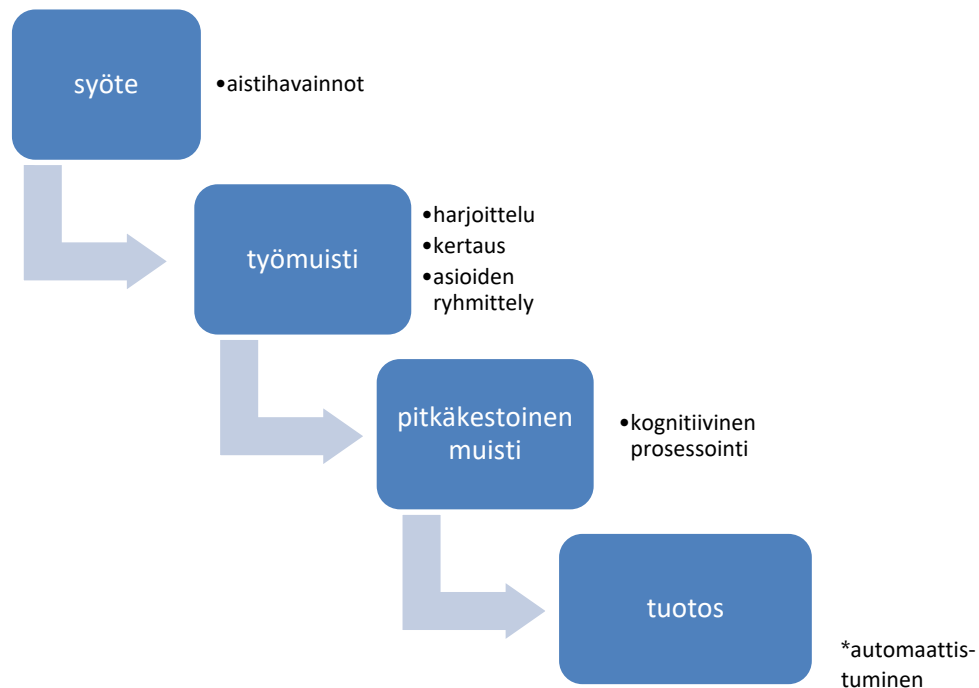 syöte
•aistihavainnot
työmuisti
•harjoittelu
•kertaus
•asioiden
ryhmittely
pitkäkestoinen
muisti
•kognitiivinen
prosessointi
tuotos
*automaattis-
tuminen